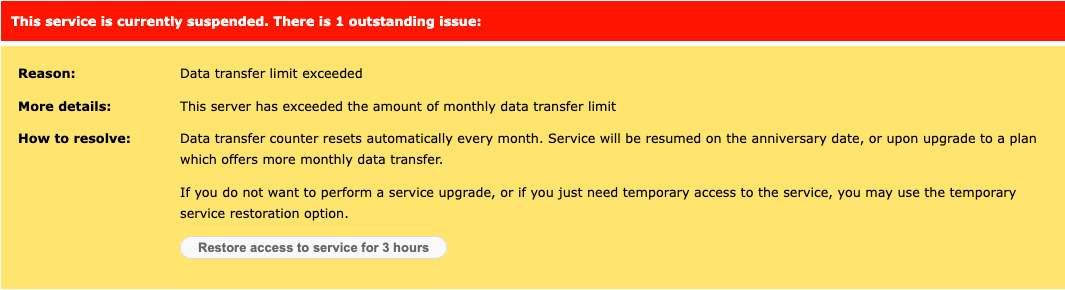 This service is currently suspended. There is 1 outstanding issue:
Reason: Data transfer limit exceeded
More details: This server has exceeded the amount of monthly data transfer limit
How to resolve: Data transfer counter resets automatically every month. Service will be resumed on the anniversary date, or upon upgrade to a plan
which offers more monthly data transfer.
If you do not want to perform a service upgrade, or if you just need temporary access to the service, you may use the temporary
service restoration option.
Restore access to service for 3 hours